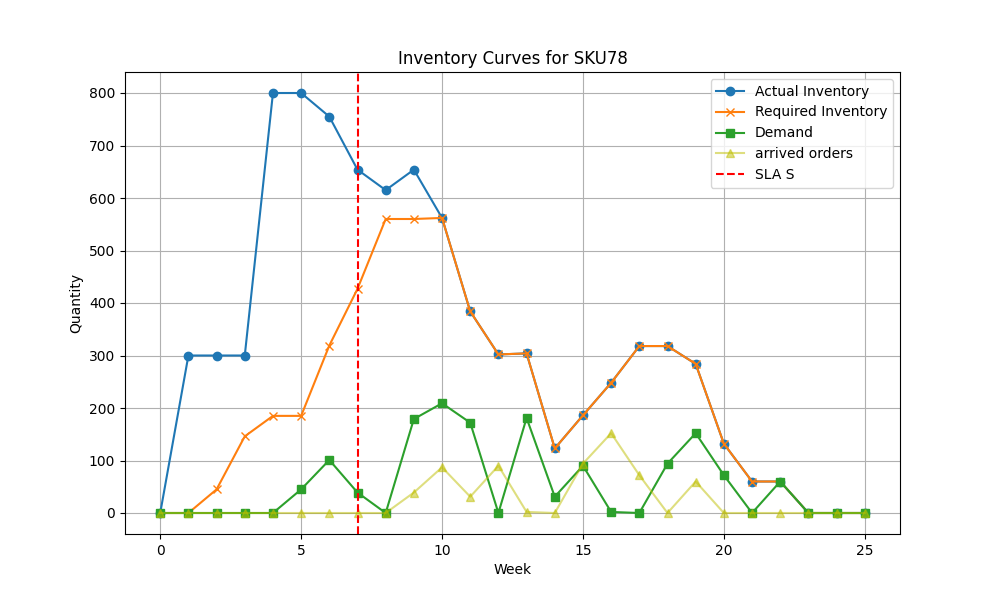 Inventory Curves for SKU78
Actual Inventory
Required Inventory
Demand
arrived orders
SLA S
Quantity
800
700
600
500
400
300
200
100
0
0 5 10 15 20 25
Week